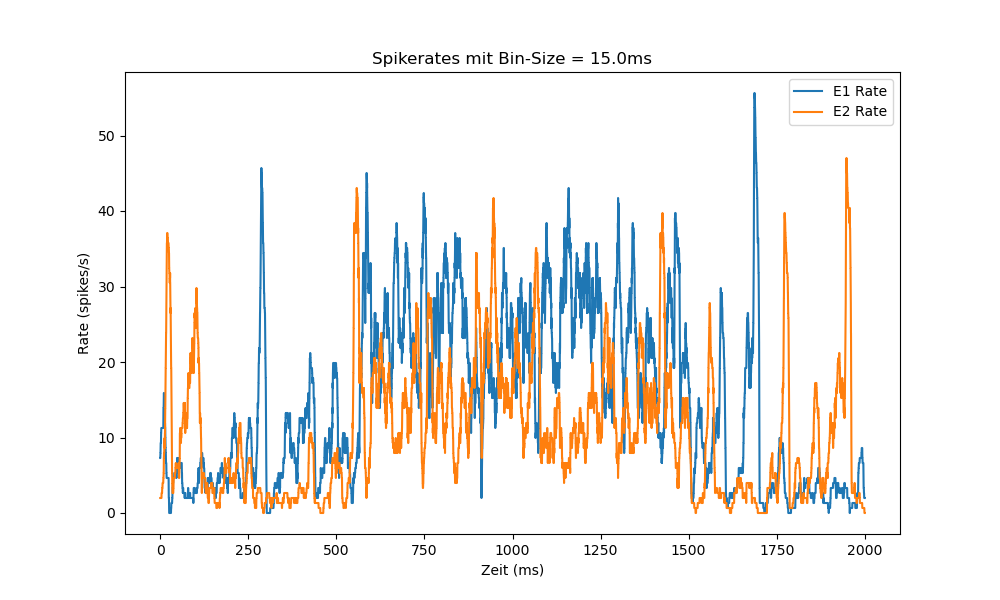 Spikerates mit Bin-Size = 15.0ms
E1 Rate
E2 Rate
Rate (spikes/s)
50
40
30
20
10
0
0 250 500 750 1000 1250 1500 1750 2000
Zeit (ms)